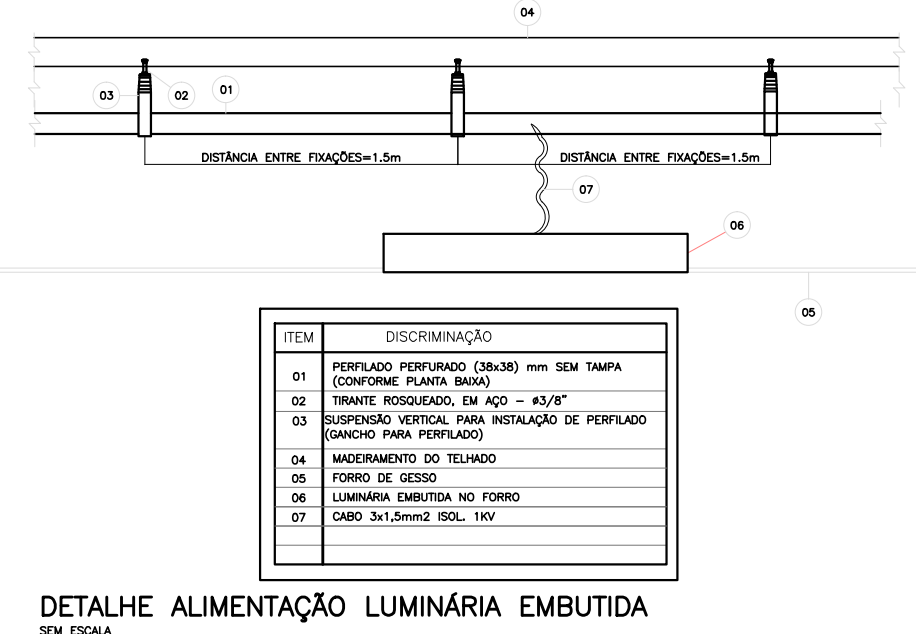 04
03
02
01
DISTÂNCIA ENTRE FIXAÇÕES=1.5m
DISTÂNCIA ENTRE FIXAÇÕES=1.5m
07
06
05
ITEM DISCRIMINAÇÃO
01 PERFILADO PERFURADO (38x38) mm SEM TAMPA
(CONFORME PLANTA BAIXA)
02 TIRANTE ROSQUEADO, EM AÇO – ø3/8"
03 SUSPENSÃO VERTICAL PARA INSTALAÇÃO DE PERFILADO
(GANCHO PARA PERFILADO)
04 MADEIRAMENTO DO TELHADO
05 FORRO DE GESSO
06 LUMINÁRIA EMBUTIDA NO FORRO
07 CABO 3x1,5mm2 ISOL. 1KV
DETALHE ALIMENTAÇÃO LUMINÁRIA EMBUTIDA
SEM ESCALA